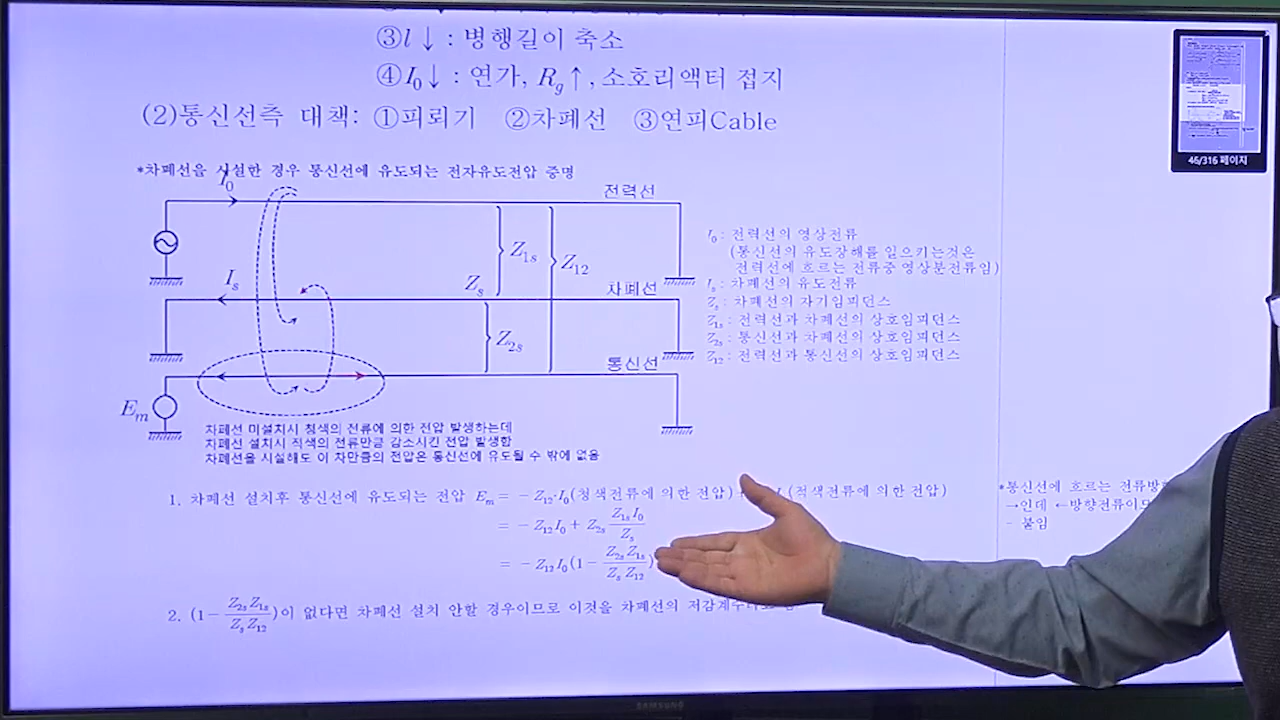 ③l↓ : 병행길이 축소
④I₀↓ : 연가, R_g↑, 소호리액터 접지
(2)통신선측 대책: ①피뢰기 ②차폐선 ③연피Cable
*차폐선을 시설한 경우 통신선에 유도되는 전자유도전압 증명
I₀
전력선
Z₁ₛ
Z₁₂
Iₛ
Zₛ
차폐선
Z₂ₛ
통신선
Eₘ
I₀ : 전력선의 영상전류
(통신선의 유도장해를 일으키는것은
전력선에 흐르는 전류중 영상분전류임)
Iₛ : 차폐선의 유도전류
Zₛ : 차폐선의 자기임피던스
Z₁ₛ : 전력선과 차폐선의 상호임피던스
Z₂ₛ : 통신선과 차폐선의 상호임피던스
Z₁₂ : 전력선과 통신선의 상호임피던스
차폐선 미설치시 청색의 전류에 의한 전압 발생하는데
차폐선 설치시 적색의 전류만큼 감소시킨 전압 발생함
차폐선을 시설해도 이 차만큼의 전압은 통신선에 유도될 수 밖에 없음
1. 차폐선 설치후 통신선에 유도되는 전압 Eₘ = − Z₁₂·I₀(청색전류에 의한 전압) (적색전류에 의한 전압)
= − Z₁₂I₀ + Z₂ₛ Z₁ₛI₀/Zₛ
= − Z₁₂I₀(1− Z₂ₛZ₁ₛ/ZₛZ₁₂)
*통신선에 흐르는 전류방
→인데 ←방향전류이므
− 붙임
2. (1− Z₂ₛZ₁ₛ/ZₛZ₁₂)이 없다면 차폐선 설치 안할 경우이므로 이것을 차폐선의 저감계수
46/316 페이지
SAMSUNG